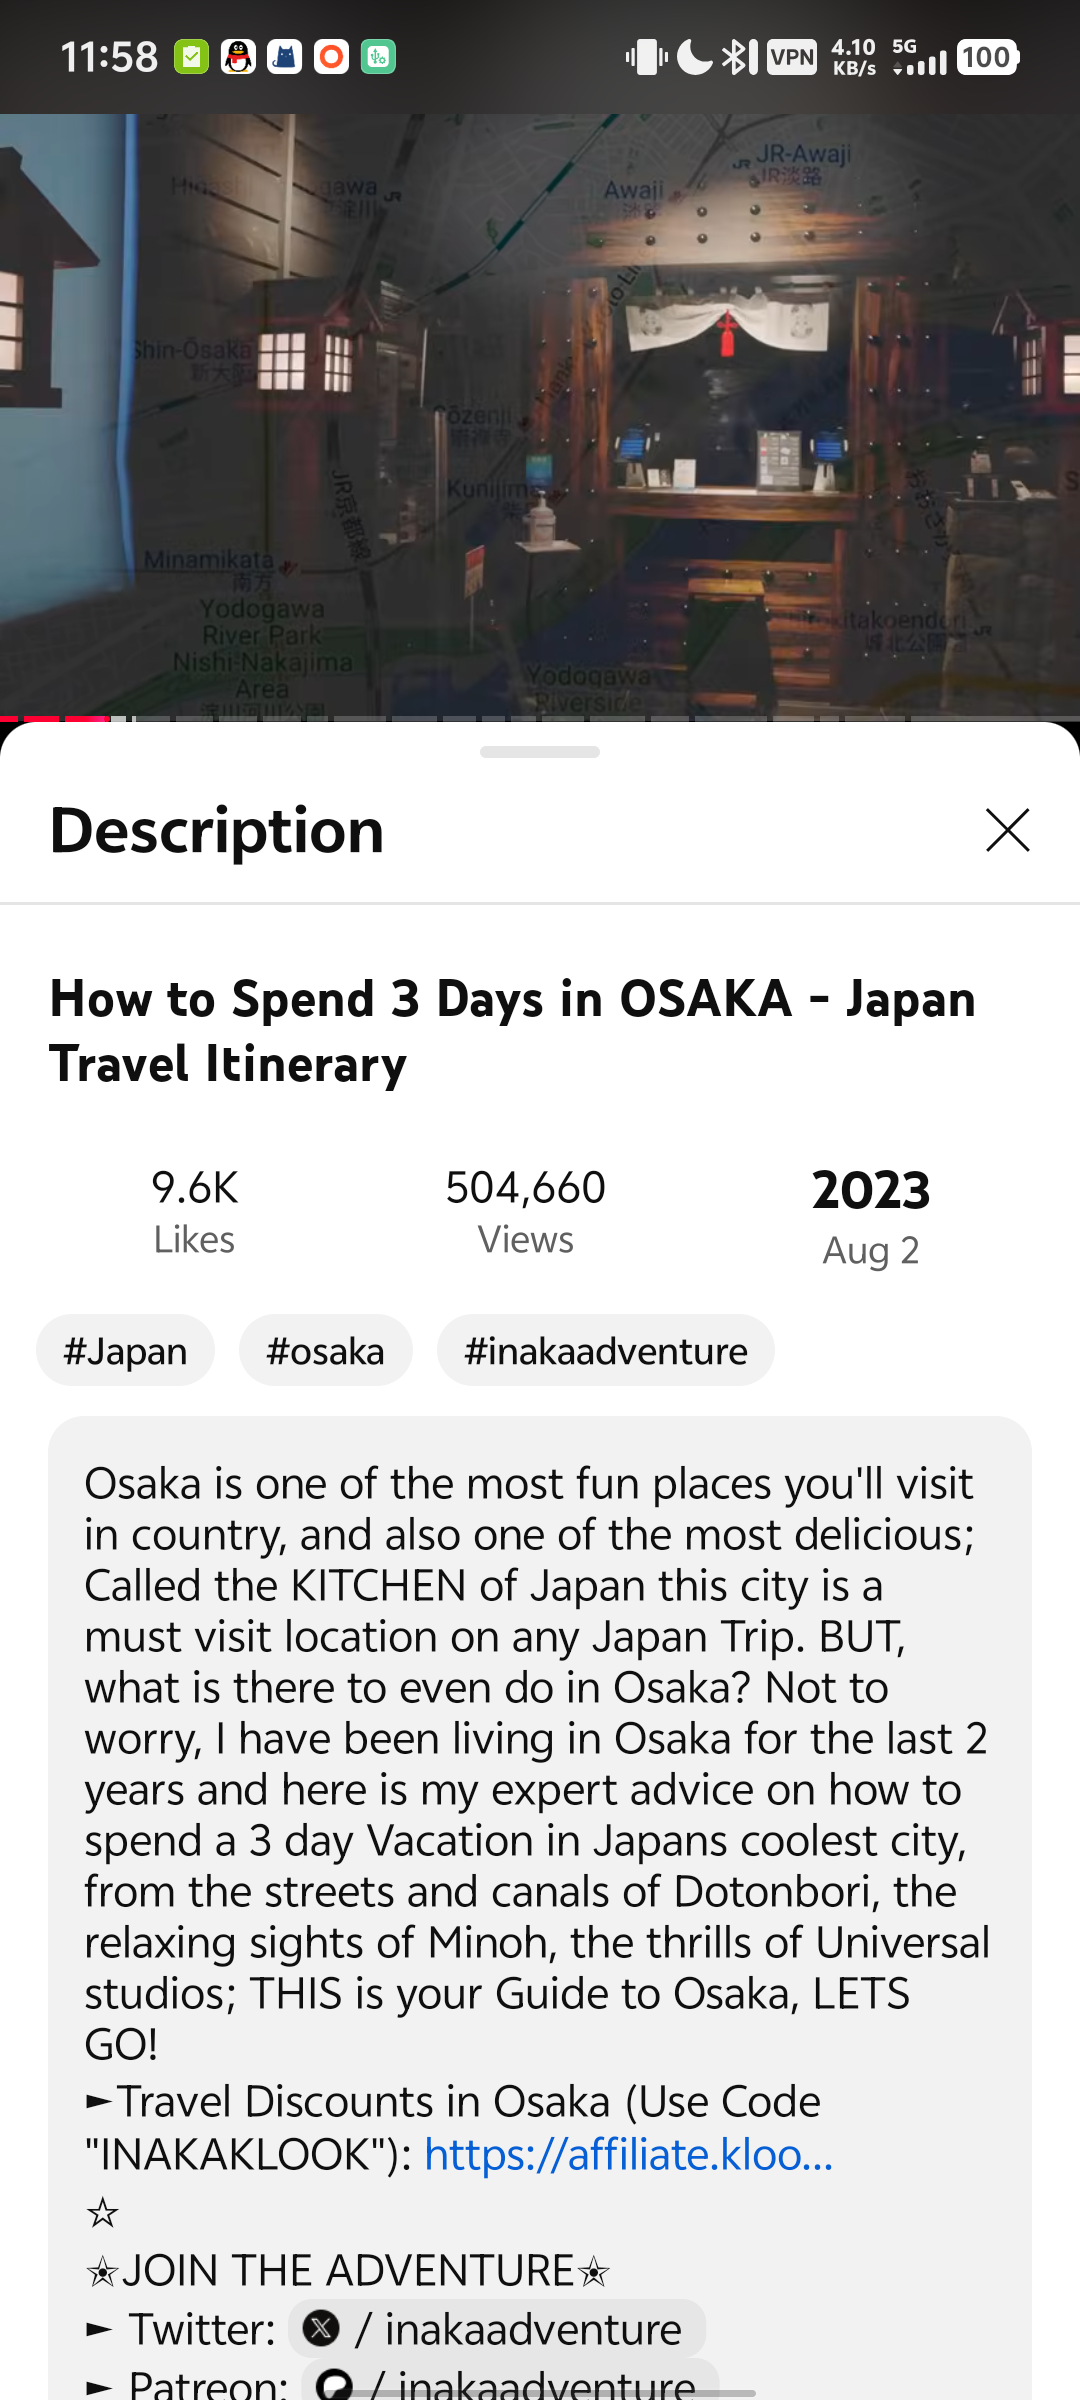 11:58
VPN
4.10
KB/s
5G
100
JR-Awaji
JR淡路
Awaji
淡路
Shin-Ōsaka
新大阪
Kunijima
Minamikata
南方
Yodogawa
River Park
Nishi-Nakajima
Area
Yodogawa
Riverside
Description
How to Spend 3 Days in OSAKA - Japan
Travel Itinerary
9.6K
Likes
504,660
Views
2023
Aug 2
#Japan
#osaka
#inakaadventure
Osaka is one of the most fun places you'll visit
in country, and also one of the most delicious;
Called the KITCHEN of Japan this city is a
must visit location on any Japan Trip. BUT,
what is there to even do in Osaka? Not to
worry, I have been living in Osaka for the last 2
years and here is my expert advice on how to
spend a 3 day Vacation in Japans coolest city,
from the streets and canals of Dotonbori, the
relaxing sights of Minoh, the thrills of Universal
studios; THIS is your Guide to Osaka, LETS
GO!
►Travel Discounts in Osaka (Use Code
"INAKAKLOOK"): https://affiliate.kloo...
☆
✭JOIN THE ADVENTURE✭
► Twitter: / inakaadventure
► Patreon: / inakaadventure